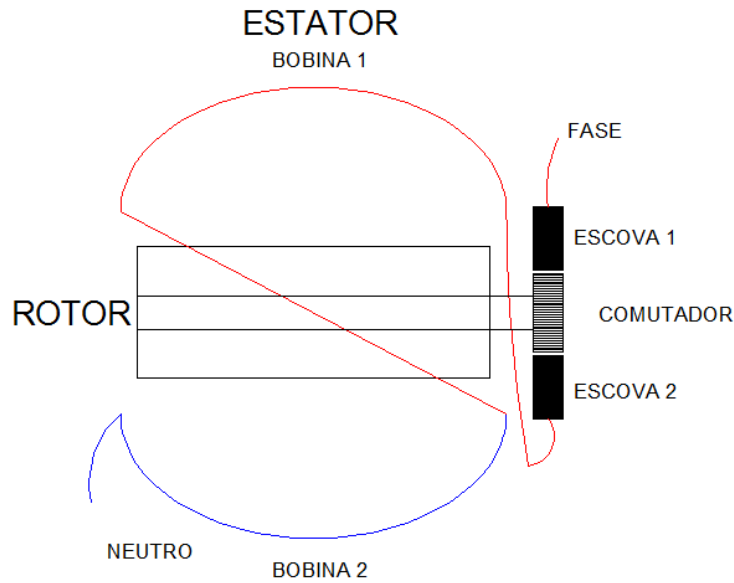 ESTATOR
BOBINA 1
FASE
ESCOVA 1
ROTOR
COMUTADOR
ESCOVA 2
NEUTRO
BOBINA 2